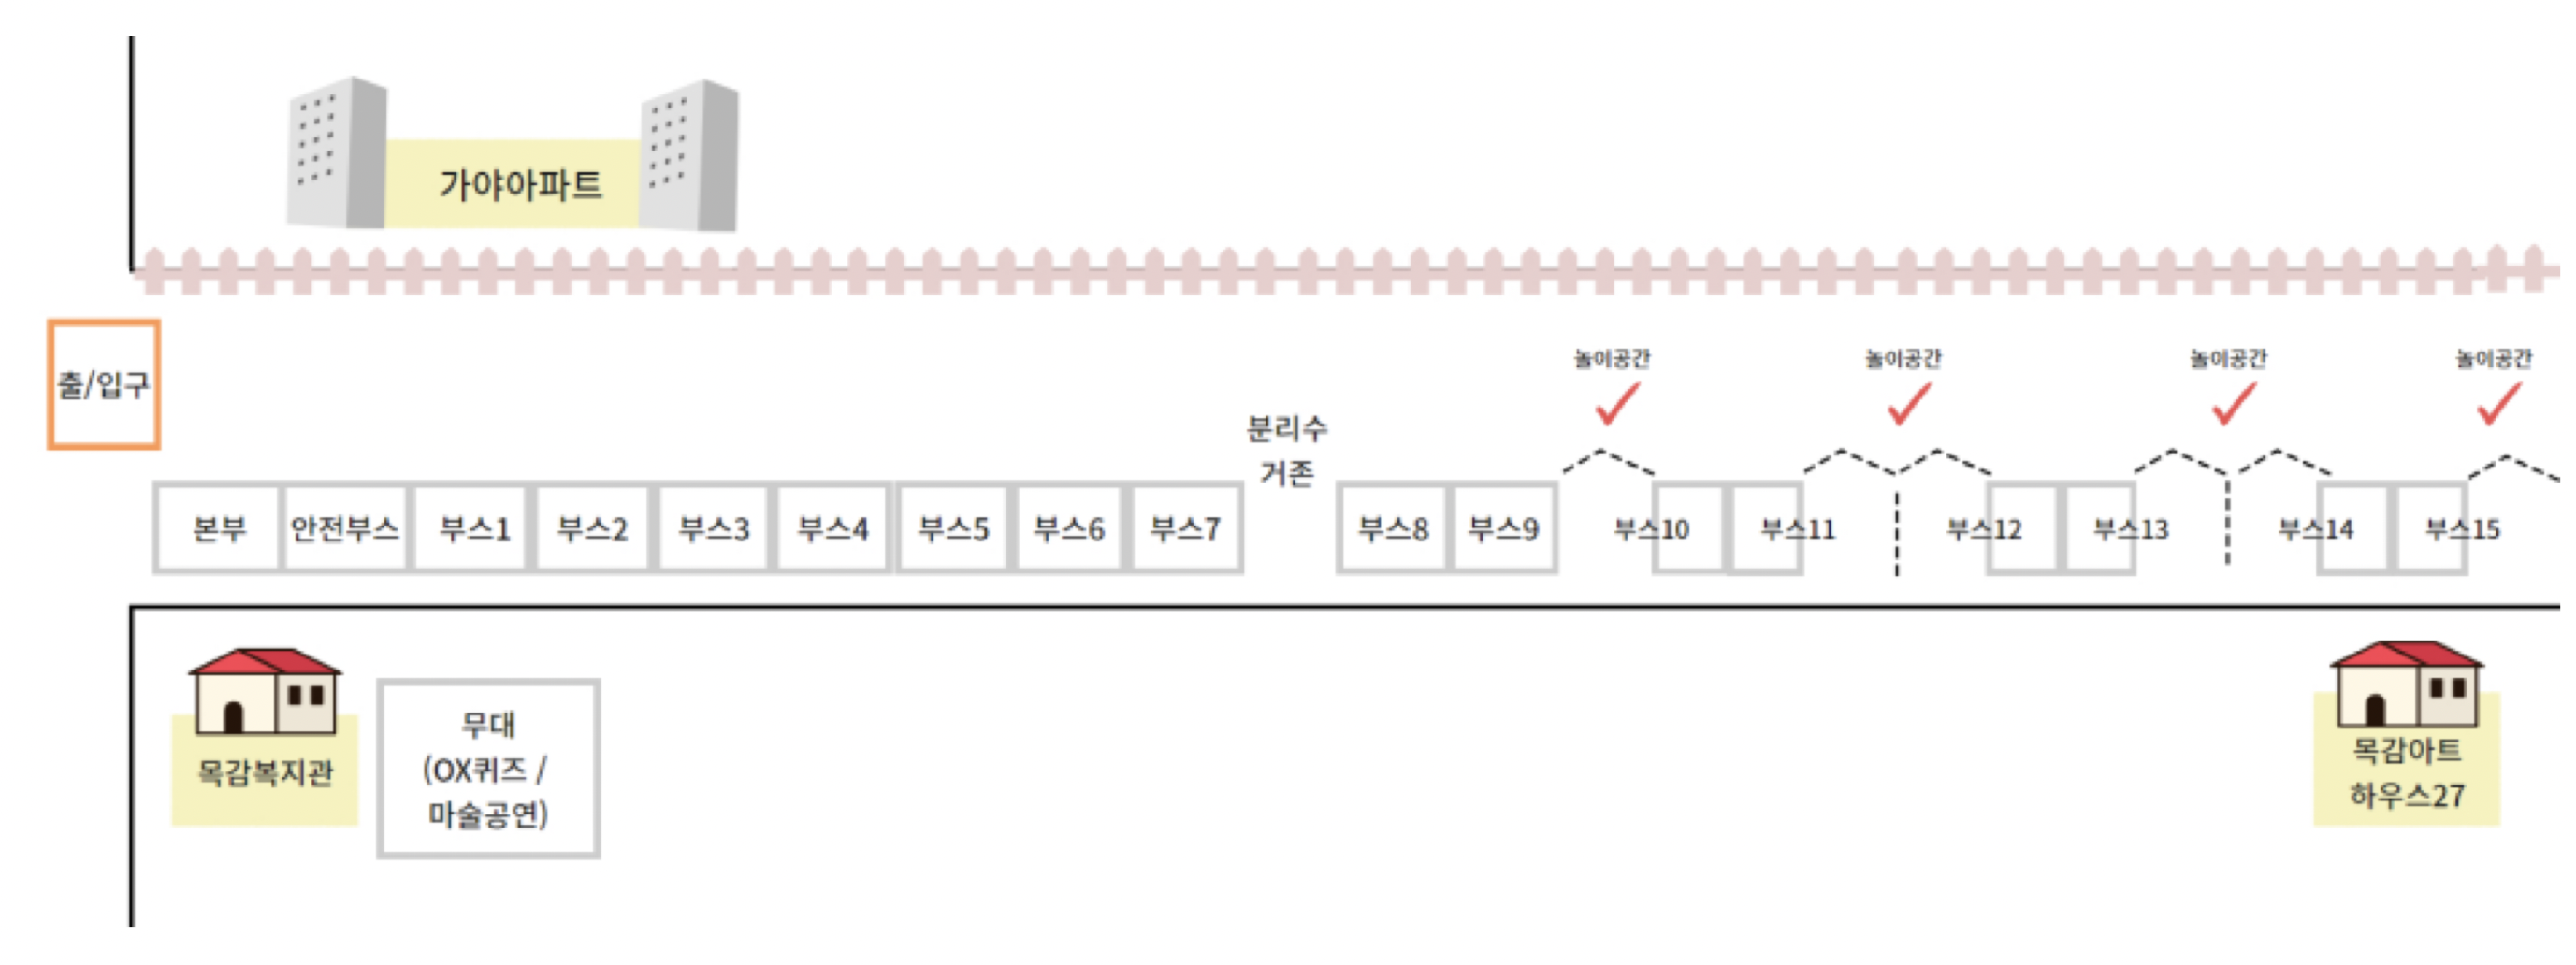 가야아파트
출/입구
놀이공간
놀이공간
놀이공간
놀이공간
분리수
거존
본부
안전부스
부스1
부스2
부스3
부스4
부스5
부스6
부스7
부스8
부스9
부스10
부스11
부스12
부스13
부스14
부스15
목감복지관
무대
(OX퀴즈 /
마술공연)
목감아트
하우스27